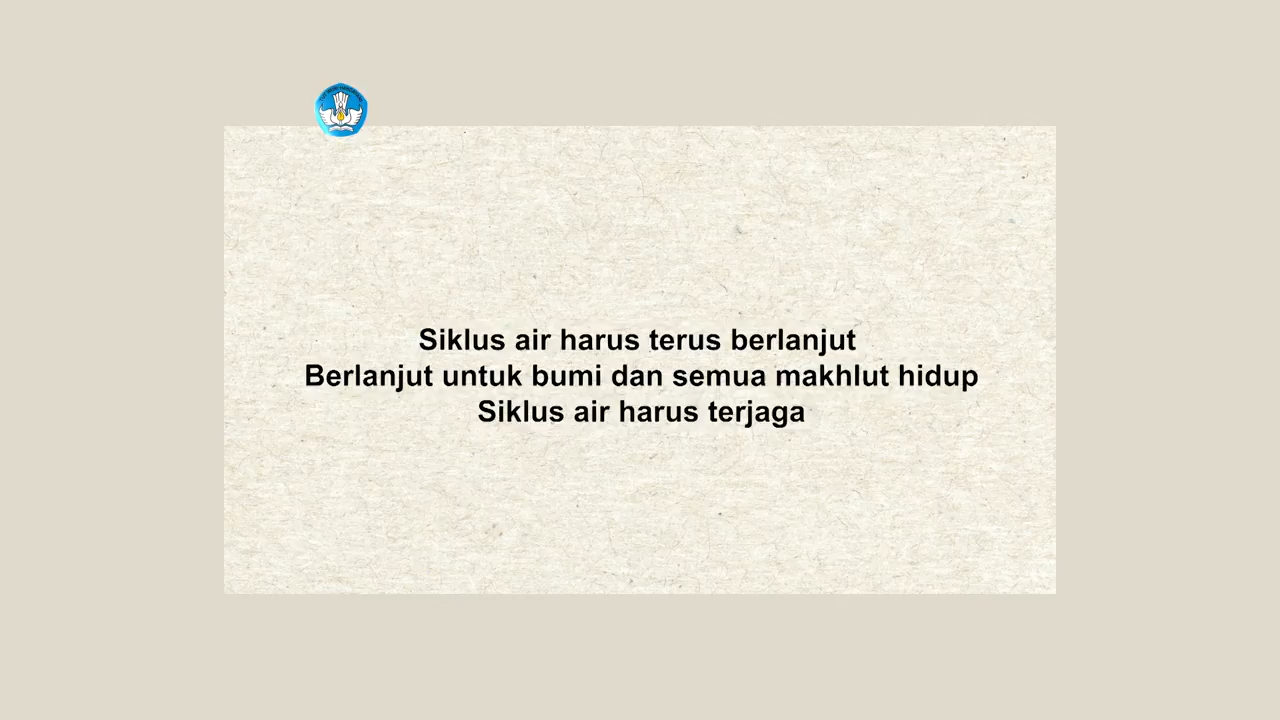 Siklus air harus terus berlanjut
Berlanjut untuk bumi dan semua makhlut hidup
Siklus air harus terjaga